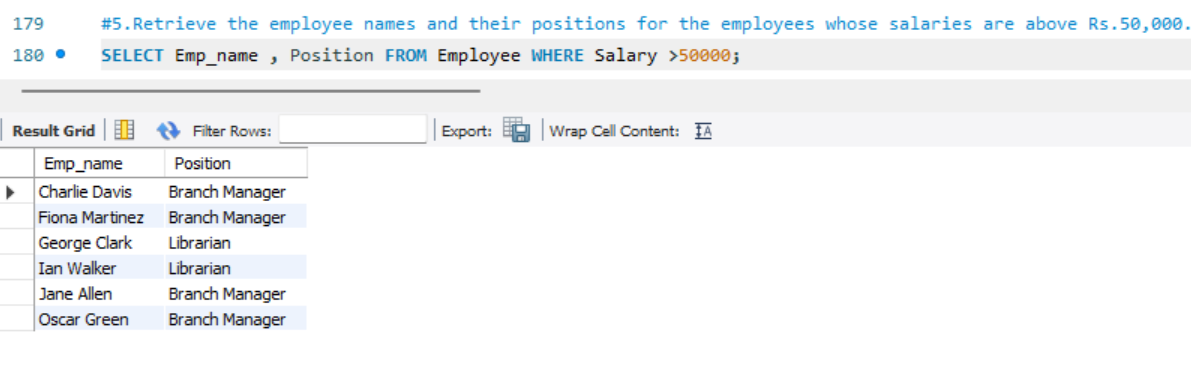 179 #5.Retrieve the employee names and their positions for the employees whose salaries are above Rs.50,000.
180 SELECT Emp_name , Position FROM Employee WHERE Salary >50000;
Result Grid Filter Rows: Export: Wrap Cell Content: IA
Emp_name Position
Charlie Davis Branch Manager
Fiona Martinez Branch Manager
George Clark Librarian
Ian Walker Librarian
Jane Allen Branch Manager
Oscar Green Branch Manager